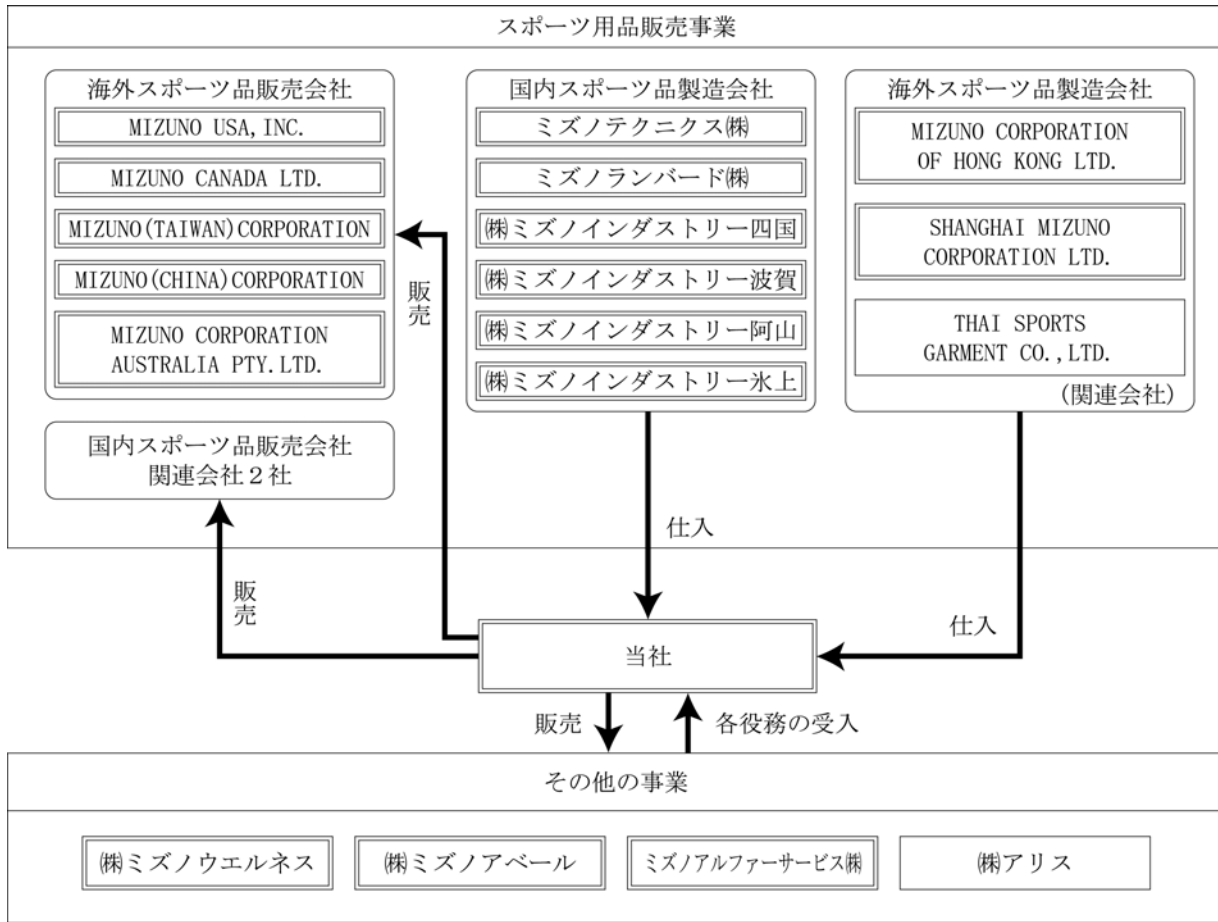 スポーツ用品販売事業
海外スポーツ品販売会社
MIZUNO USA,INC.
MIZUNO CANADA LTD.
MIZUNO(TAIWAN)CORPORATION
MIZUNO(CHINA)CORPORATION
MIZUNO CORPORATION
AUSTRALIA PTY.LTD.
国内スポーツ品販売会社
関連会社2社
国内スポーツ品製造会社
ミズノテクニクス㈱
ミズノランバード㈱
㈱ミズノインダストリー四国
㈱ミズノインダストリー波賀
㈱ミズノインダストリー阿山
㈱ミズノインダストリー氷上
海外スポーツ品製造会社
MIZUNO CORPORATION
OF HONG KONG LTD.
SHANGHAI MIZUNO
CORPORATION LTD.
THAI SPORTS
GARMENT CO.,LTD.
(関連会社)
販売
仕入
販売
仕入
当社
販売
各役務の受入
その他の事業
㈱ミズノウエルネス
㈱ミズノアベール
ミズノアルファーサービス㈱
㈱アリス